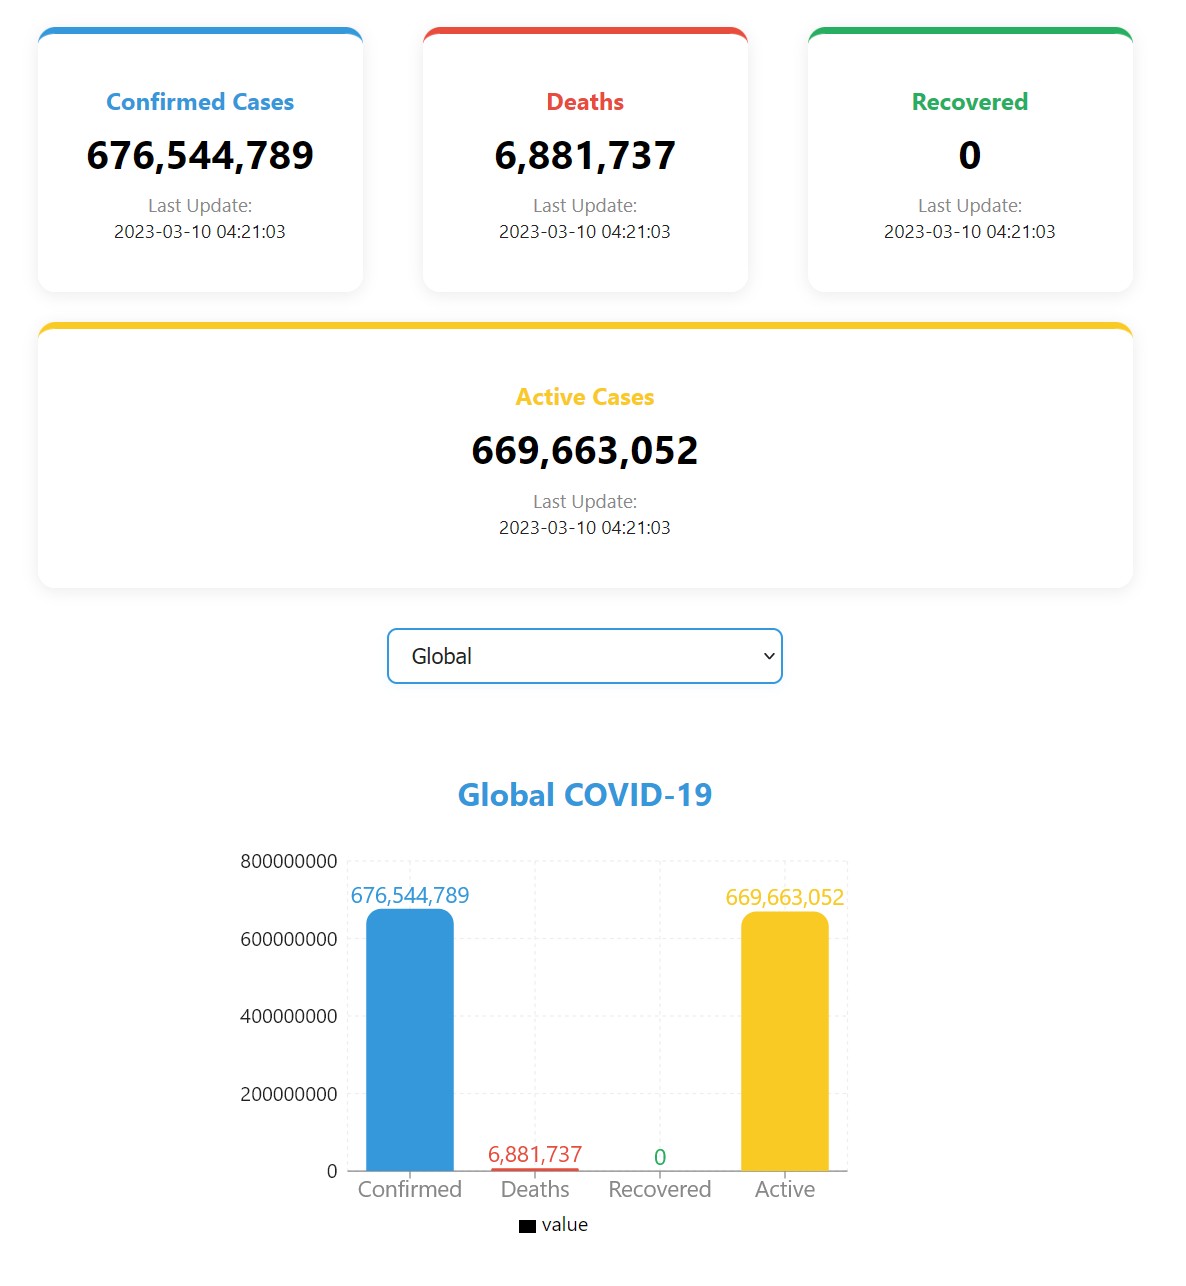 Confirmed Cases
676,544,789
Last Update:
2023-03-10 04:21:03
Deaths
6,881,737
Last Update:
2023-03-10 04:21:03
Recovered
0
Last Update:
2023-03-10 04:21:03
Active Cases
669,663,052
Last Update:
2023-03-10 04:21:03
Global
Global COVID-19
800000000
600000000
400000000
200000000
0
676,544,789
6,881,737
0
669,663,052
Confirmed
Deaths
Recovered
Active
value